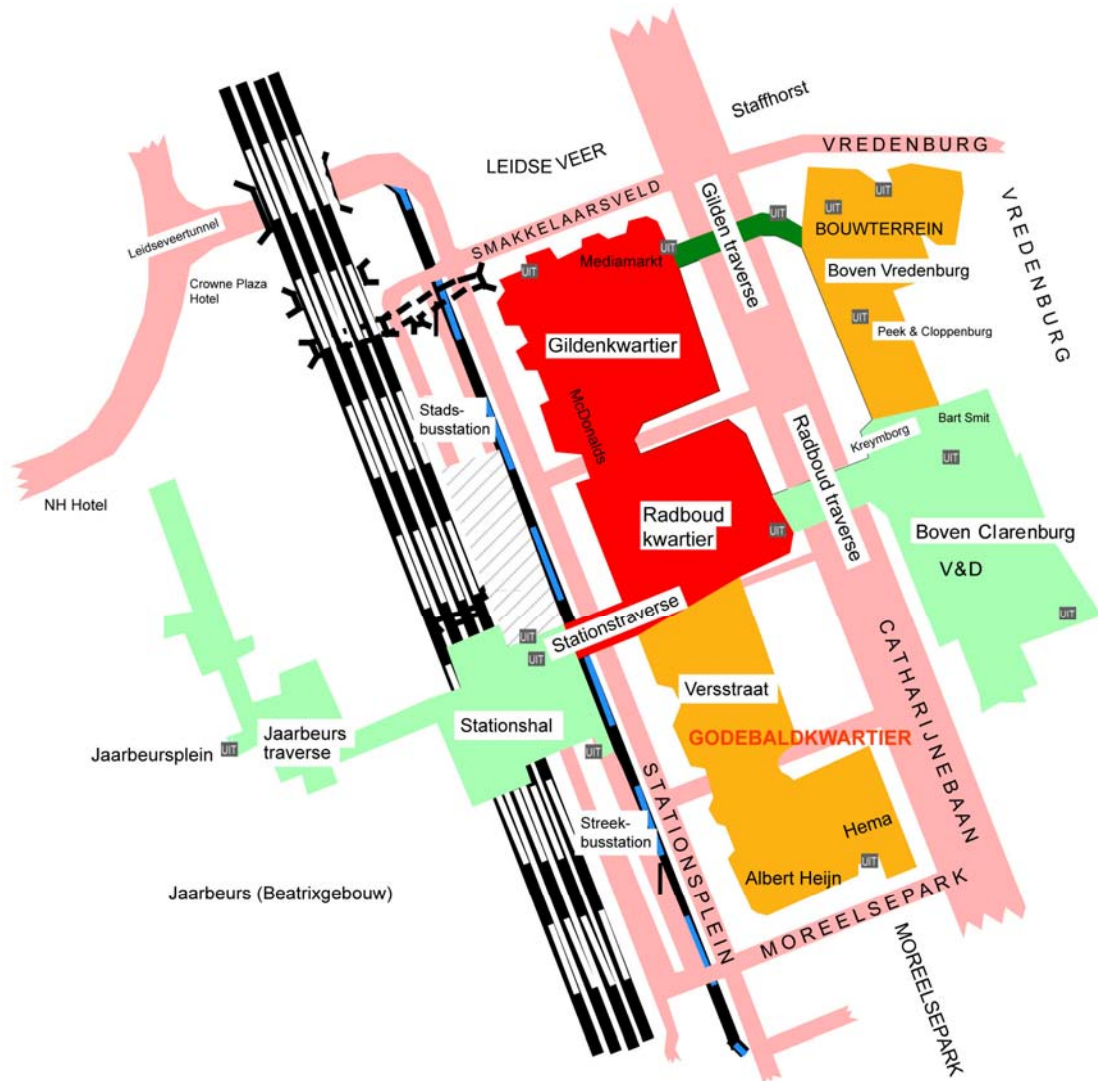 Staffhorst
VREDENBURG
LEIDSE VEER
SMAKKELAARSVELD
UIT
UIT
UIT
BOUWTERREIN
Gilden traverse
VREDENBURG
Leidseveertunnel
Mediamarkt
UIT
UIT
Boven Vredenburg
Crowne Plaza
Hotel
UIT
Peek & Cloppenburg
Gildenkwartier
McDonalds
Stads-
busstation
Bart Smit
Kreymborg
UIT
Radboud traverse
NH Hotel
Radboud
kwartier
UIT
Boven Clarenburg
V&D
UIT
Stationstraverse
UIT
UIT
CATHARIJNEBAAN
Versstraat
Stationshal
Jaarbeurs
traverse
GODEBALDKWARTIER
Jaarbeursplein
UIT
UIT
STATIONSPLEIN
Streek-
busstation
Hema
UIT
Albert Heijn
Jaarbeurs (Beatrixgebouw)
MOREELSEPARK
MOREELSEPARK